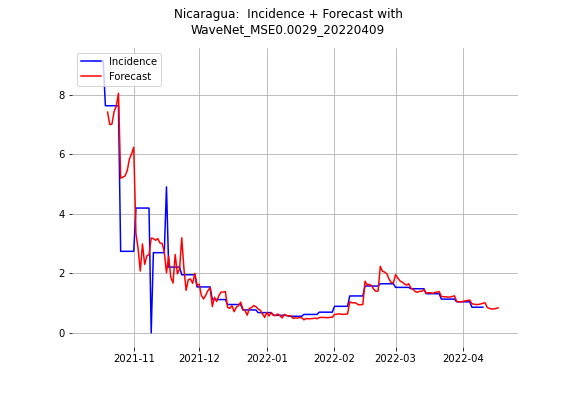 Nicaragua:  Incidence + Forecast with
WaveNet_MSE0.0029_20220409
Incidence
Forecast
8
6
4
2
0
2021-11
2021-12
2022-01
2022-02
2022-03
2022-04